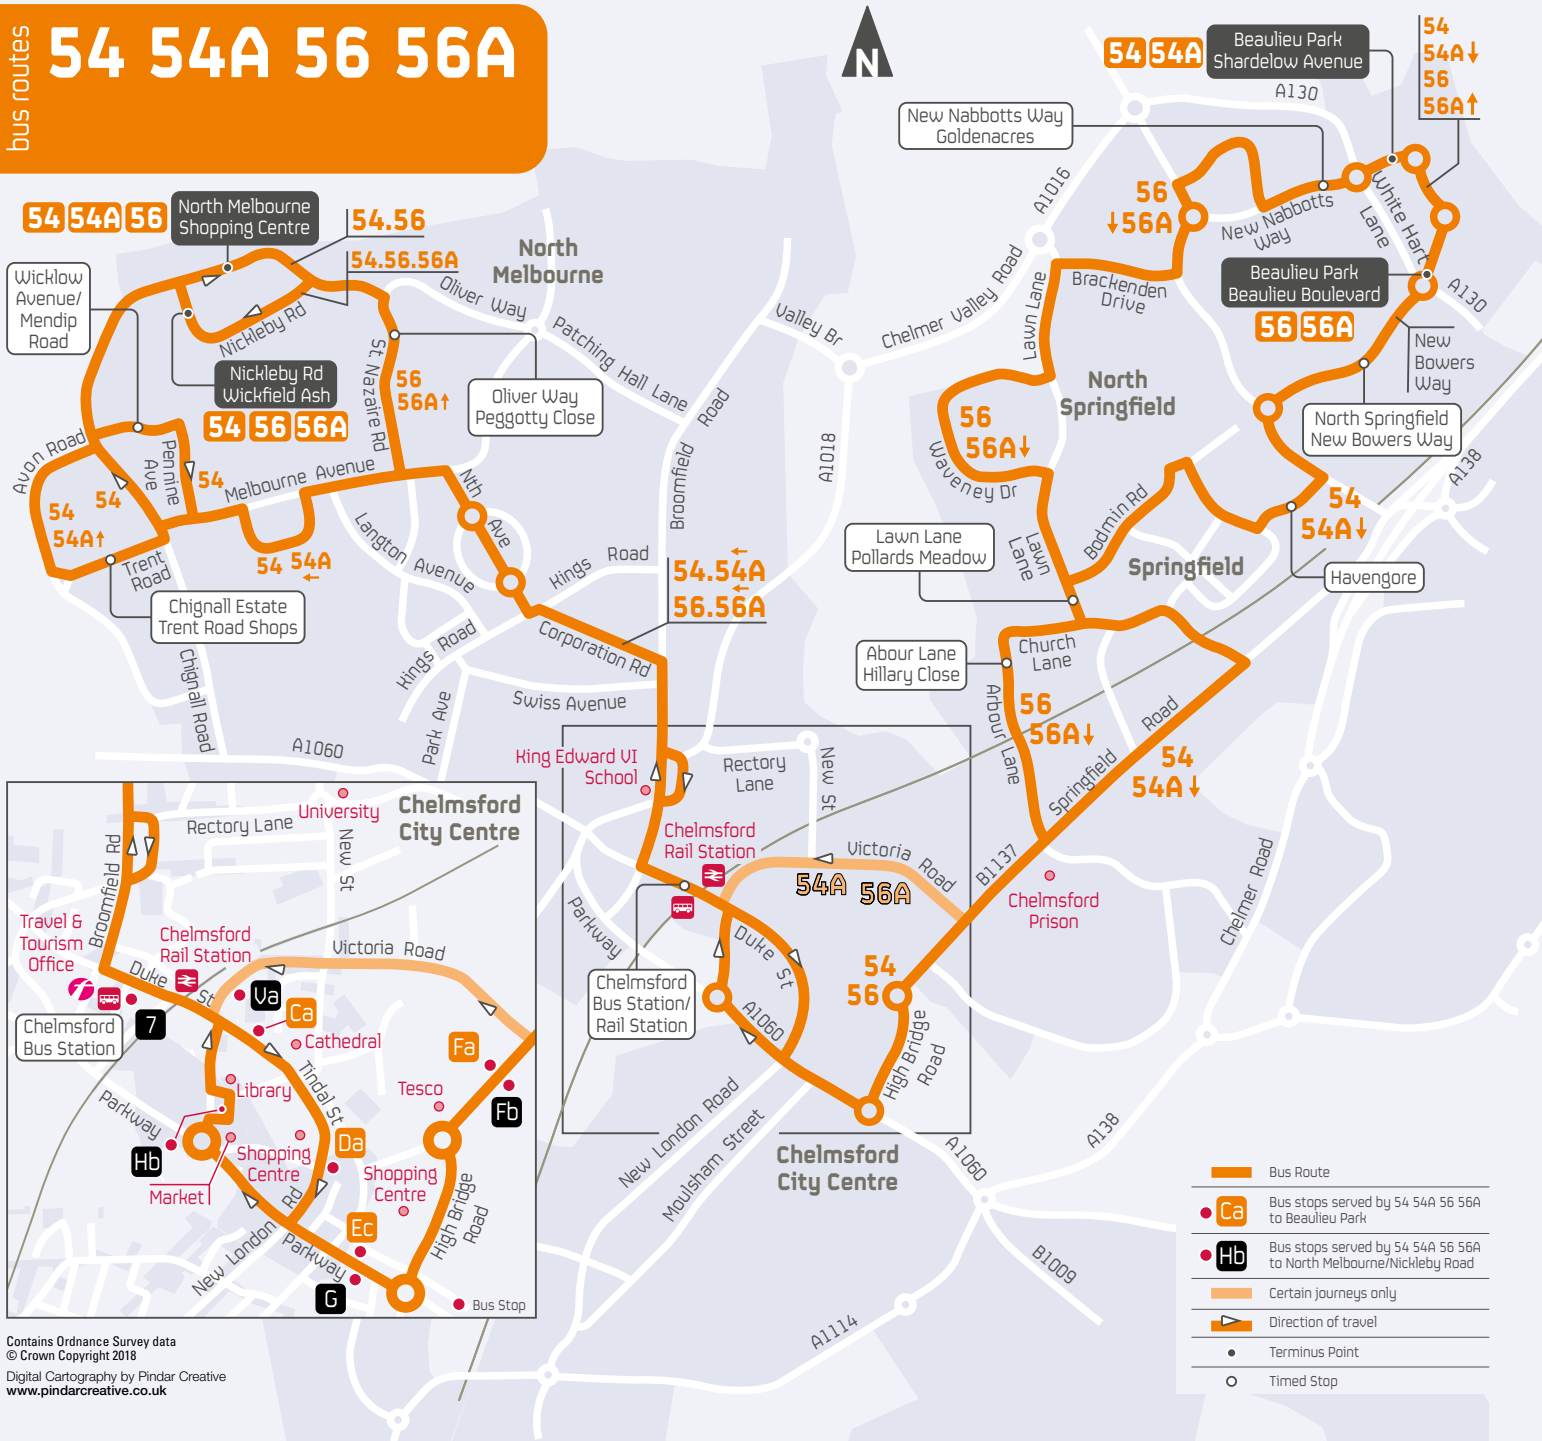 bus routes
54 54A 56 56A
N
54 54A
Beaulieu Park
Shardelow Avenue
54
54A↓
56
56A↑
A130
New Nabbotts Way
Goldenacres
A1016
56
↓56A
New Nabbotts
Way
White Hart
Lane
Beaulieu Park
Beaulieu Boulevard
56 56A
A130
New
Bowers
Way
North Springfield
New Bowers Way
A138
54 54A 56
North Melbourne
Shopping Centre
54.56
54.56.56A
North
Melbourne
Wicklow
Avenue/
Mendip
Road
Nickleby Rd
Oliver Way
Patching Hall Lane
Valley Br
Chelmer Valley Road
Lawn Lane
Brackenden
Drive
Nickleby Rd
Wickfield Ash
54 56 56A
St. Nazaire Rd
56
56A↑
Oliver Way
Peggotty Close
North
Springfield
56
56A↓
Waveney Dr
Avon Road
Pennine
Ave
54
Melbourne Avenue
54
54
54A↑
Trent
Road
54
54A
←
Nth
Ave
Langton Avenue
Kings Road
Broomfield Road
A1018
54.54A
←
56.56A
←
Lawn Lane
Pollards Meadow
Lawn
Lane
Bodmin Rd
Springfield
54
54A↓
Havengore
Chignall Estate
Trent Road Shops
Chignall Road
Kings Road
Corporation Rd
Park Ave
Swiss Avenue
A1060
Abour Lane
Hillary Close
Church
Lane
Arbour Lane
56
56A↓
Springfield
Road
54
54A↓
King Edward VI
School
Rectory
Lane
New St
Chelmsford
Rail Station
Victoria Road
54A 56A
B1137
Chelmsford
Prison
Chelmer Road
Parkway
Duke St
Chelmsford
Bus Station/
Rail Station
A1060
54
56
High Bridge
Road
New London Road
Moulsham Street
Chelmsford
City Centre
A1060
A138
B1009
A1114
University
Chelmsford
City Centre
Rectory Lane
New St
Broomfield Rd
Travel &
Tourism
Office
Chelmsford
Rail Station
Victoria Road
Duke
St
Va
Ca
7
Chelmsford
Bus Station
Cathedral
Fa
Tindal St
Library
Tesco
Fb
Parkway
Hb
Shopping
Centre
Da
Shopping
Centre
Market
New London
Rd
Ec
Parkway
High Bridge
Road
G
Bus Stop
Contains Ordnance Survey data
© Crown Copyright 2018
Digital Cartography by Pindar Creative
www.pindarcreative.co.uk
Bus Route
Ca
Bus stops served by 54 54A 56 56A
to Beaulieu Park
Hb
Bus stops served by 54 54A 56 56A
to North Melbourne/Nickleby Road
Certain journeys only
Direction of travel
Terminus Point
Timed Stop